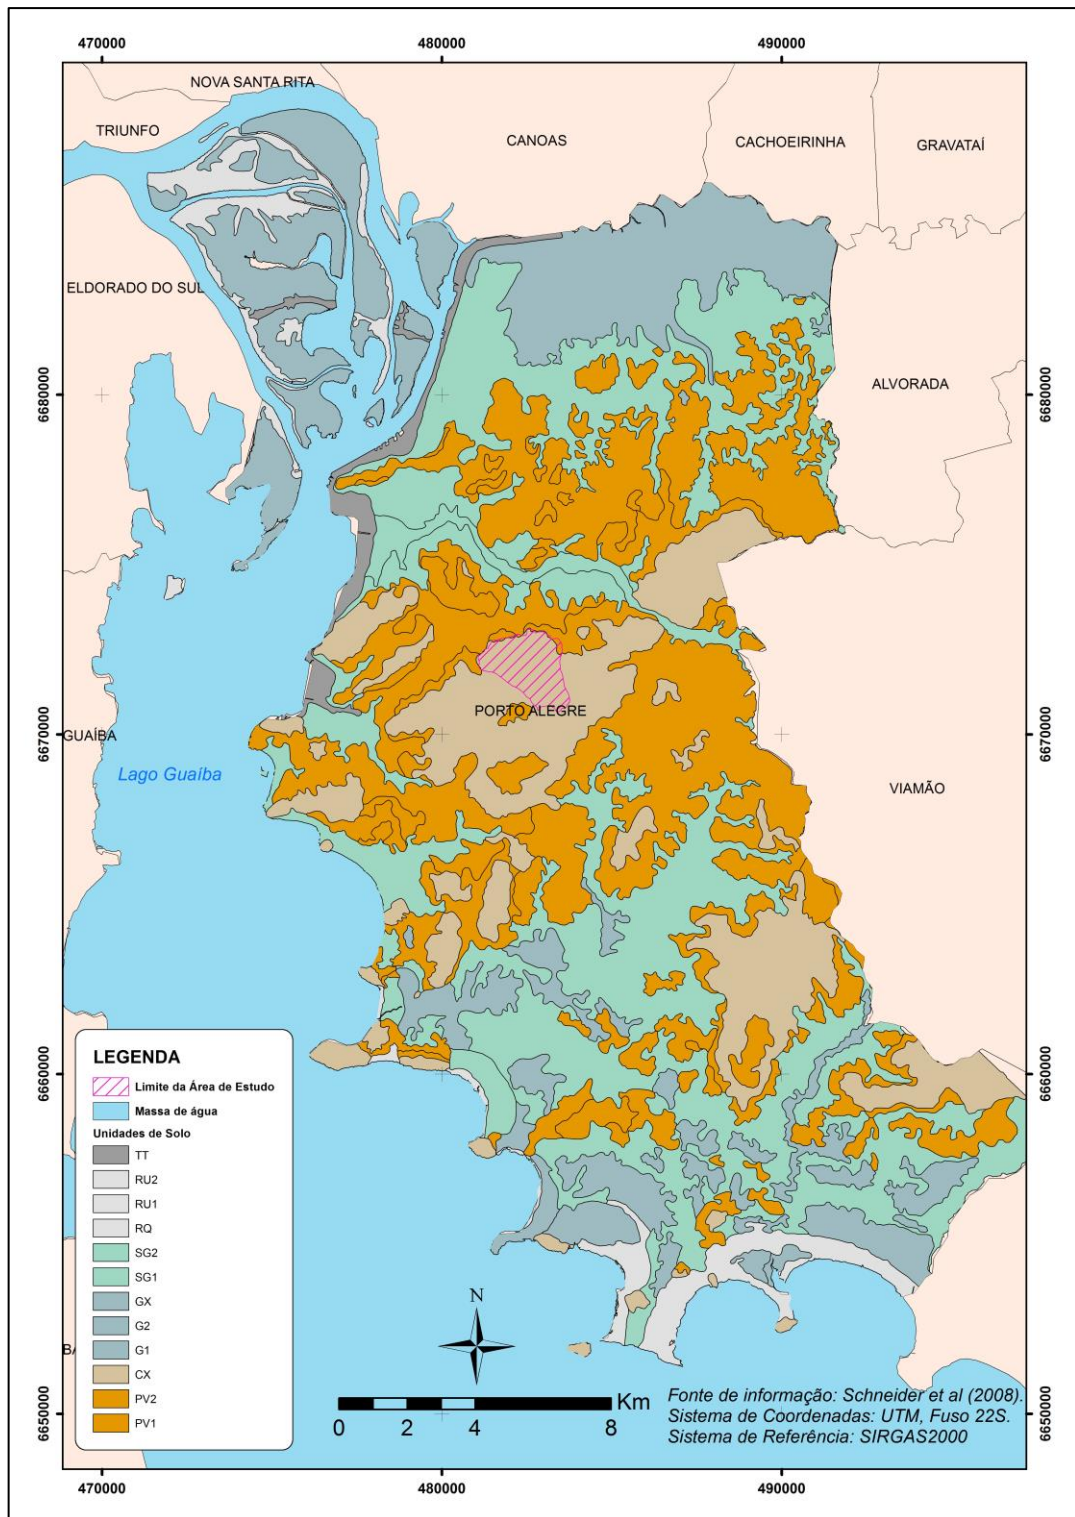 470000
480000
490000
NOVA SANTA RITA
TRIUNFO
CANOAS
CACHOEIRINHA
GRAVATAÍ
ELDORADO DO SUL
ALVORADA
6680000
6680000
PORTO ALEGRE
6670000
6670000
GUAÍBA
Lago Guaíba
VIAMÃO
6660000
6660000
LEGENDA
Limite da Área de Estudo
Massa de água
Unidades de Solo
TT
RU2
RU1
RQ
SG2
SG1
GX
G2
G1
CX
PV2
PV1
BA
N
Km
0 2 4 8
Fonte de informação: Schneider et al (2008).
Sistema de Coordenadas: UTM, Fuso 22S.
Sistema de Referência: SIRGAS2000
6650000
6650000
470000
480000
490000